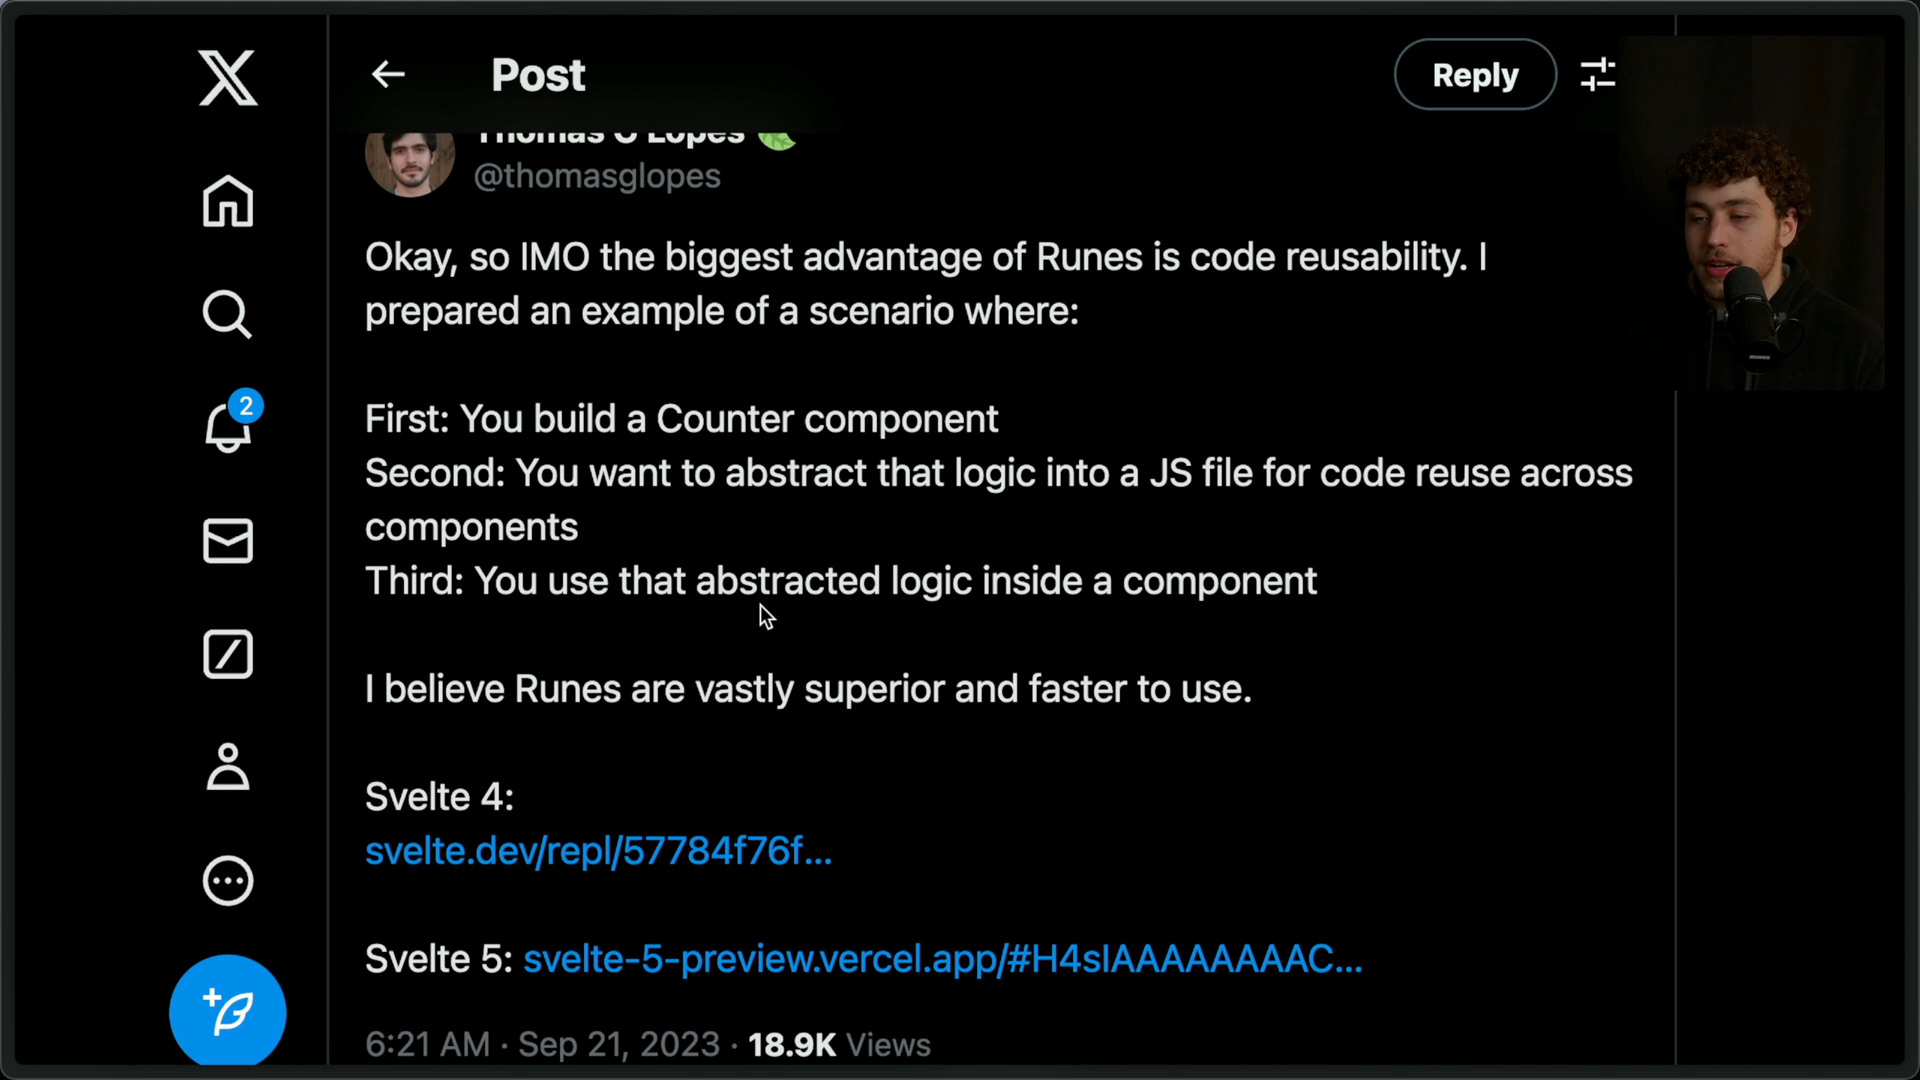 Post
Reply
Thomas G Lopes
@thomasglopes
Okay, so IMO the biggest advantage of Runes is code reusability. I
prepared an example of a scenario where:
First: You build a Counter component
Second: You want to abstract that logic into a JS file for code reuse across
components
Third: You use that abstracted logic inside a component
I believe Runes are vastly superior and faster to use.
Svelte 4:
svelte.dev/repl/57784f76f...
Svelte 5: svelte-5-preview.vercel.app/#H4sIAAAAAAAAC...
6:21 AM · Sep 21, 2023 · 18.9K Views
2